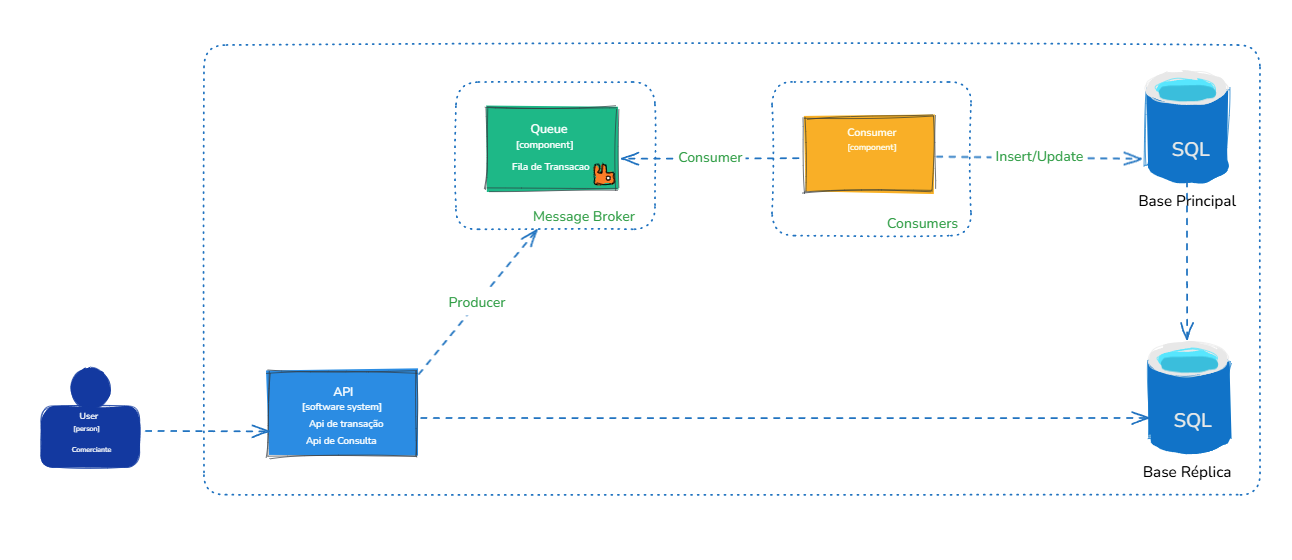 Queue
[component]
Fila de Transacao
Message Broker
Consumer
Consumer
[component]
Consumers
Insert/Update
SQL
Base Principal
Producer
User
[person]
Comerciante
API
[software system]
Api de transação
Api de Consulta
SQL
Base Réplica